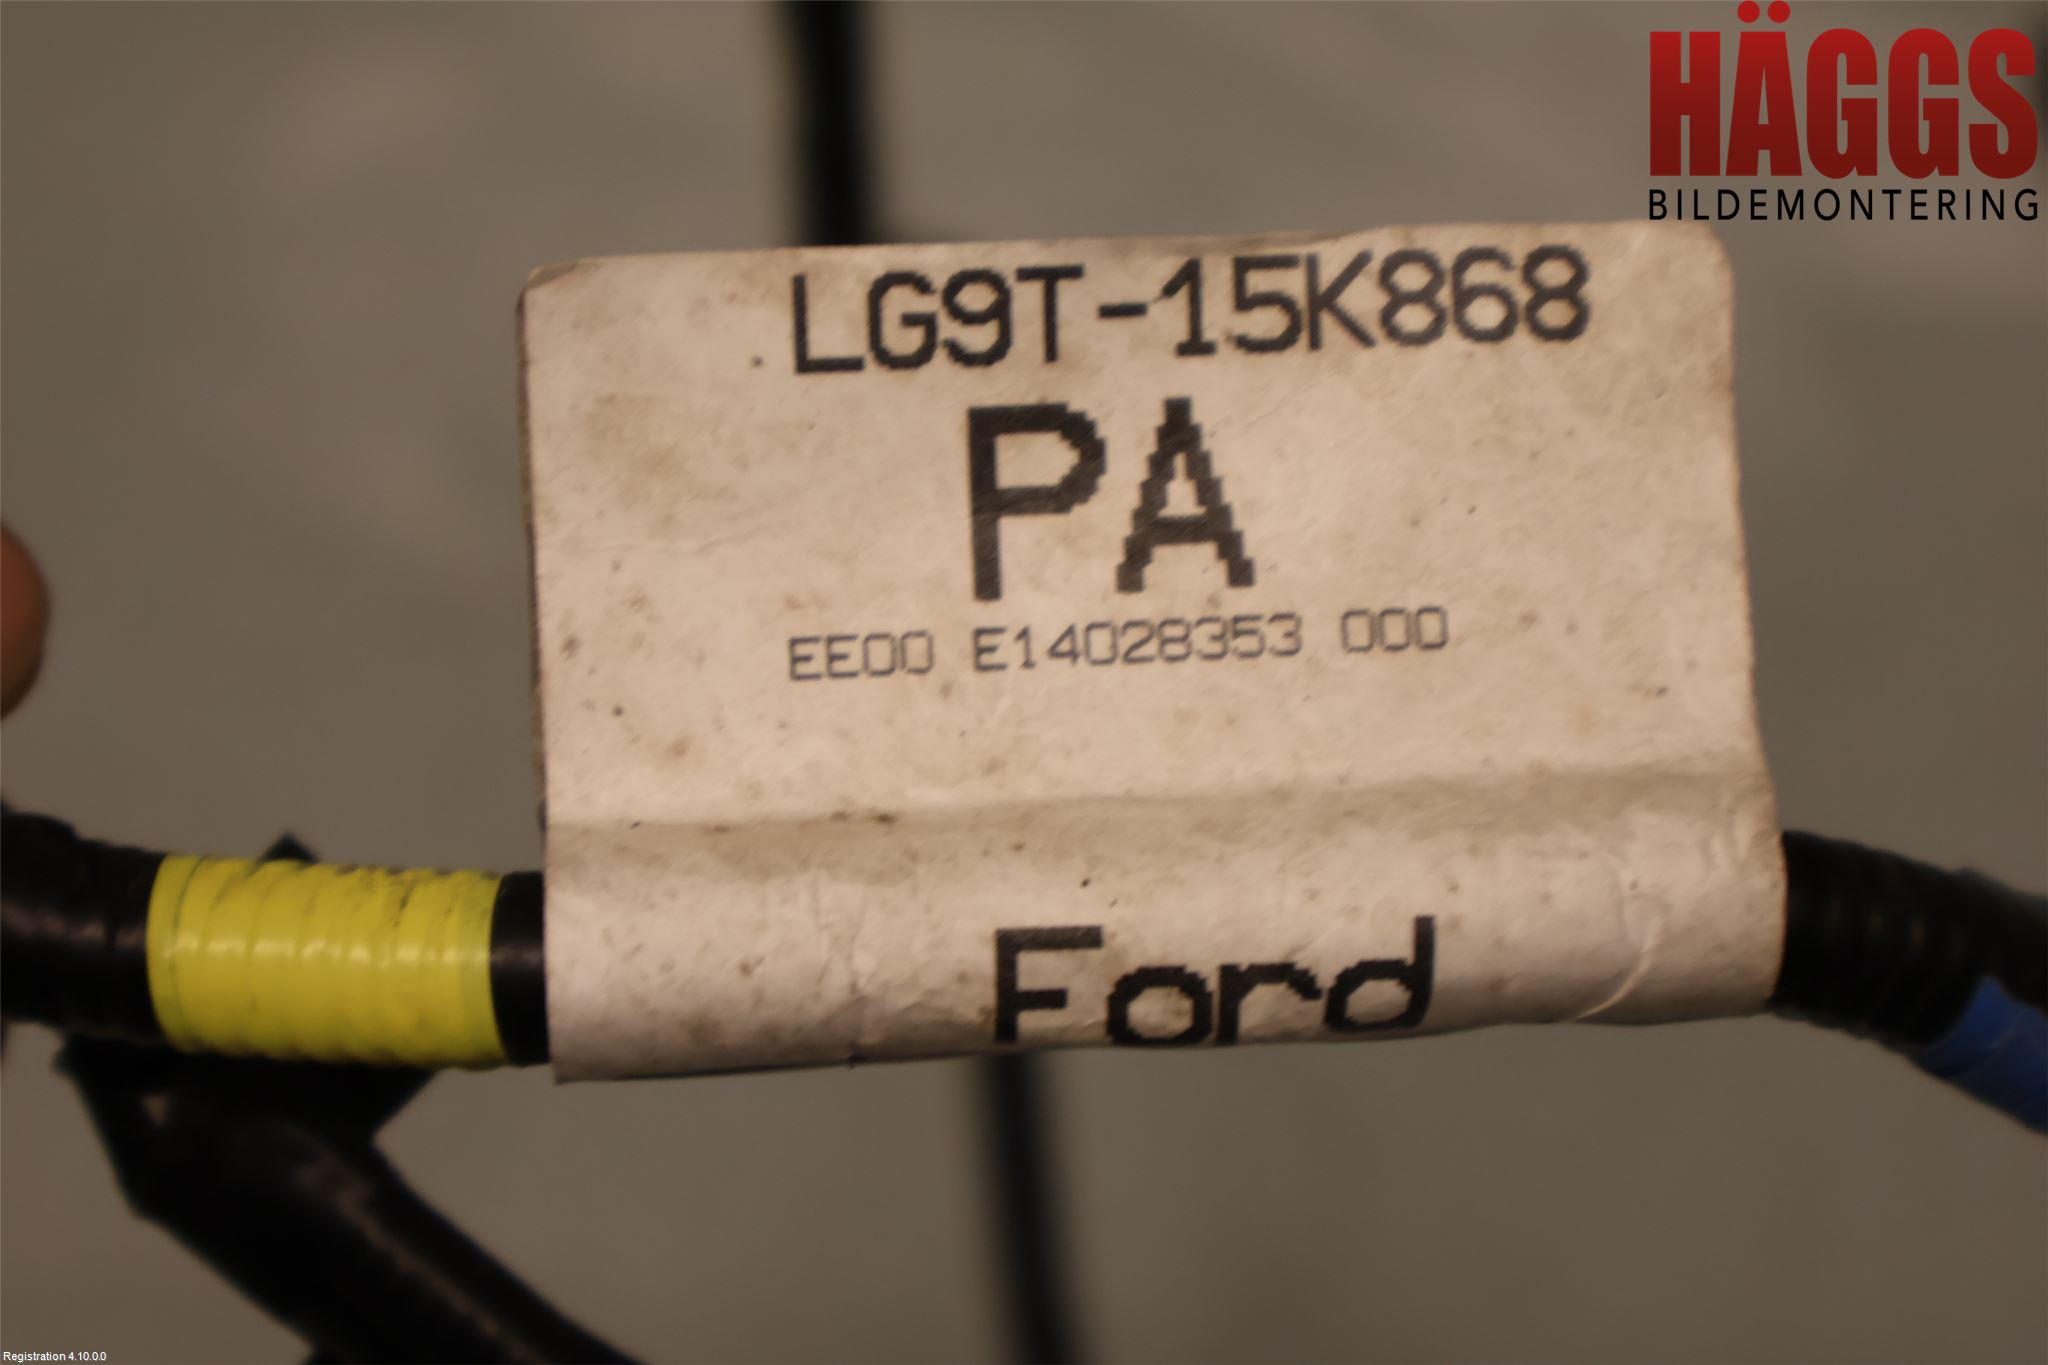 HÄGGS
BILDEMONTERING
LG9T-15K868
PA
EE00 E14028353 000
Ford
Registration 4.10.0.0